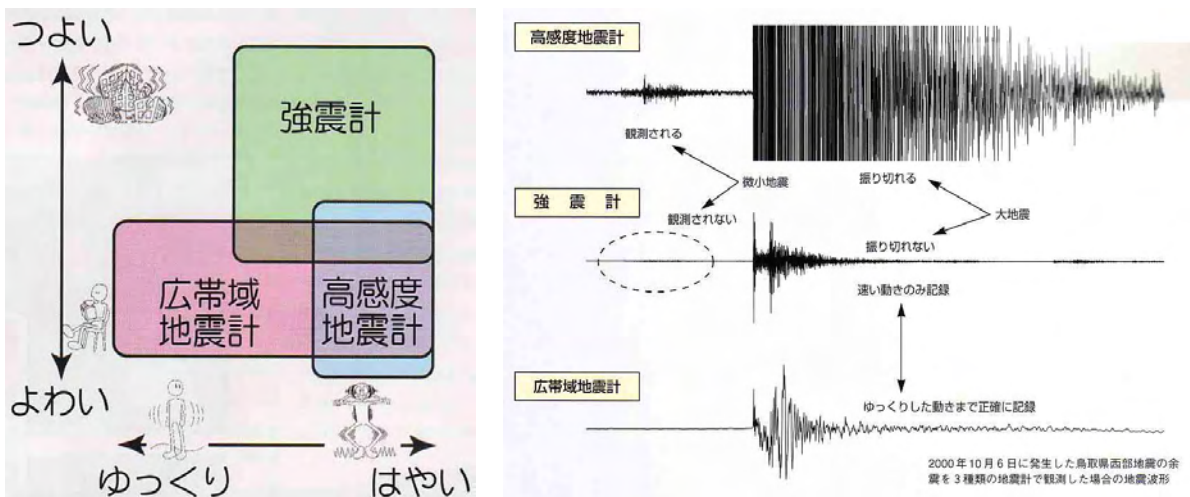 つよい
強震計
広帯域
地震計
高感度
地震計
よわい
ゆっくり
はやい
高感度地震計
観測される
微小地震
振り切れる
強震計
観測されない
大地震
振り切れない
速い動きのみ記録
広帯域地震計
ゆっくりした動きまで正確に記録
2000年10月6日に発生した鳥取県西部地震の余
震を3種類の地震計で観測した場合の地震波形